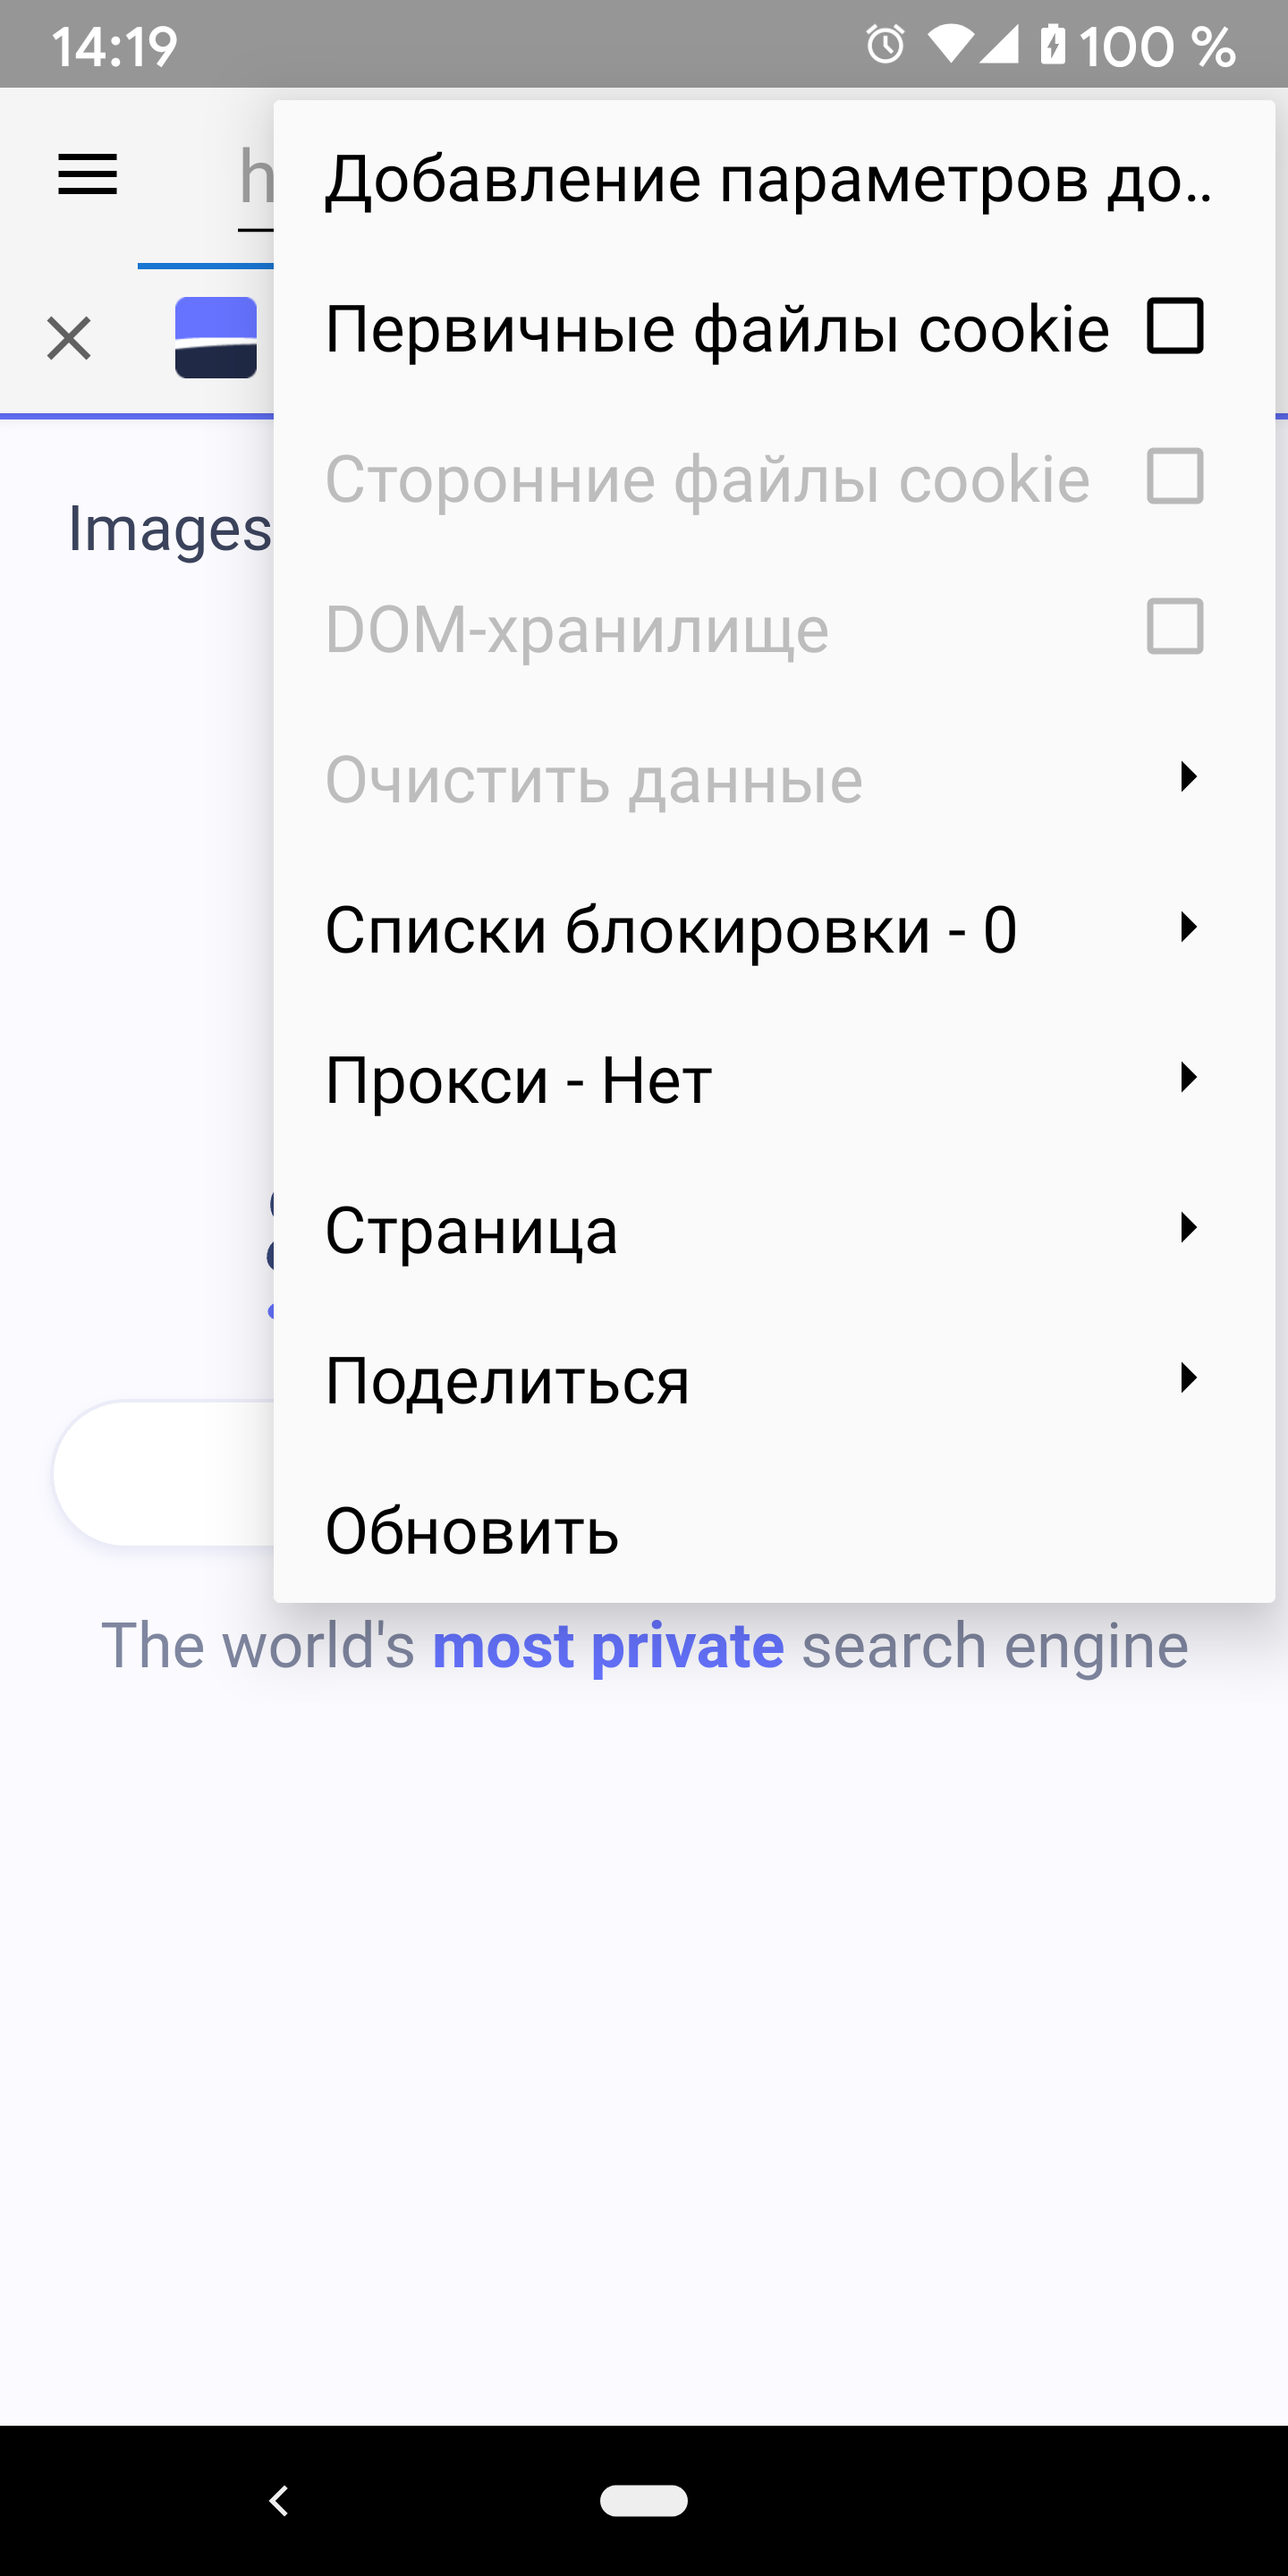 14:19
100 %
h
Добавление параметров до..
Первичные файлы cookie
Сторонние файлы cookie
Images
DOM-хранилище
Очистить данные
Списки блокировки - 0
Прокси - Нет
Страница
Поделиться
Обновить
The world's most private search engine